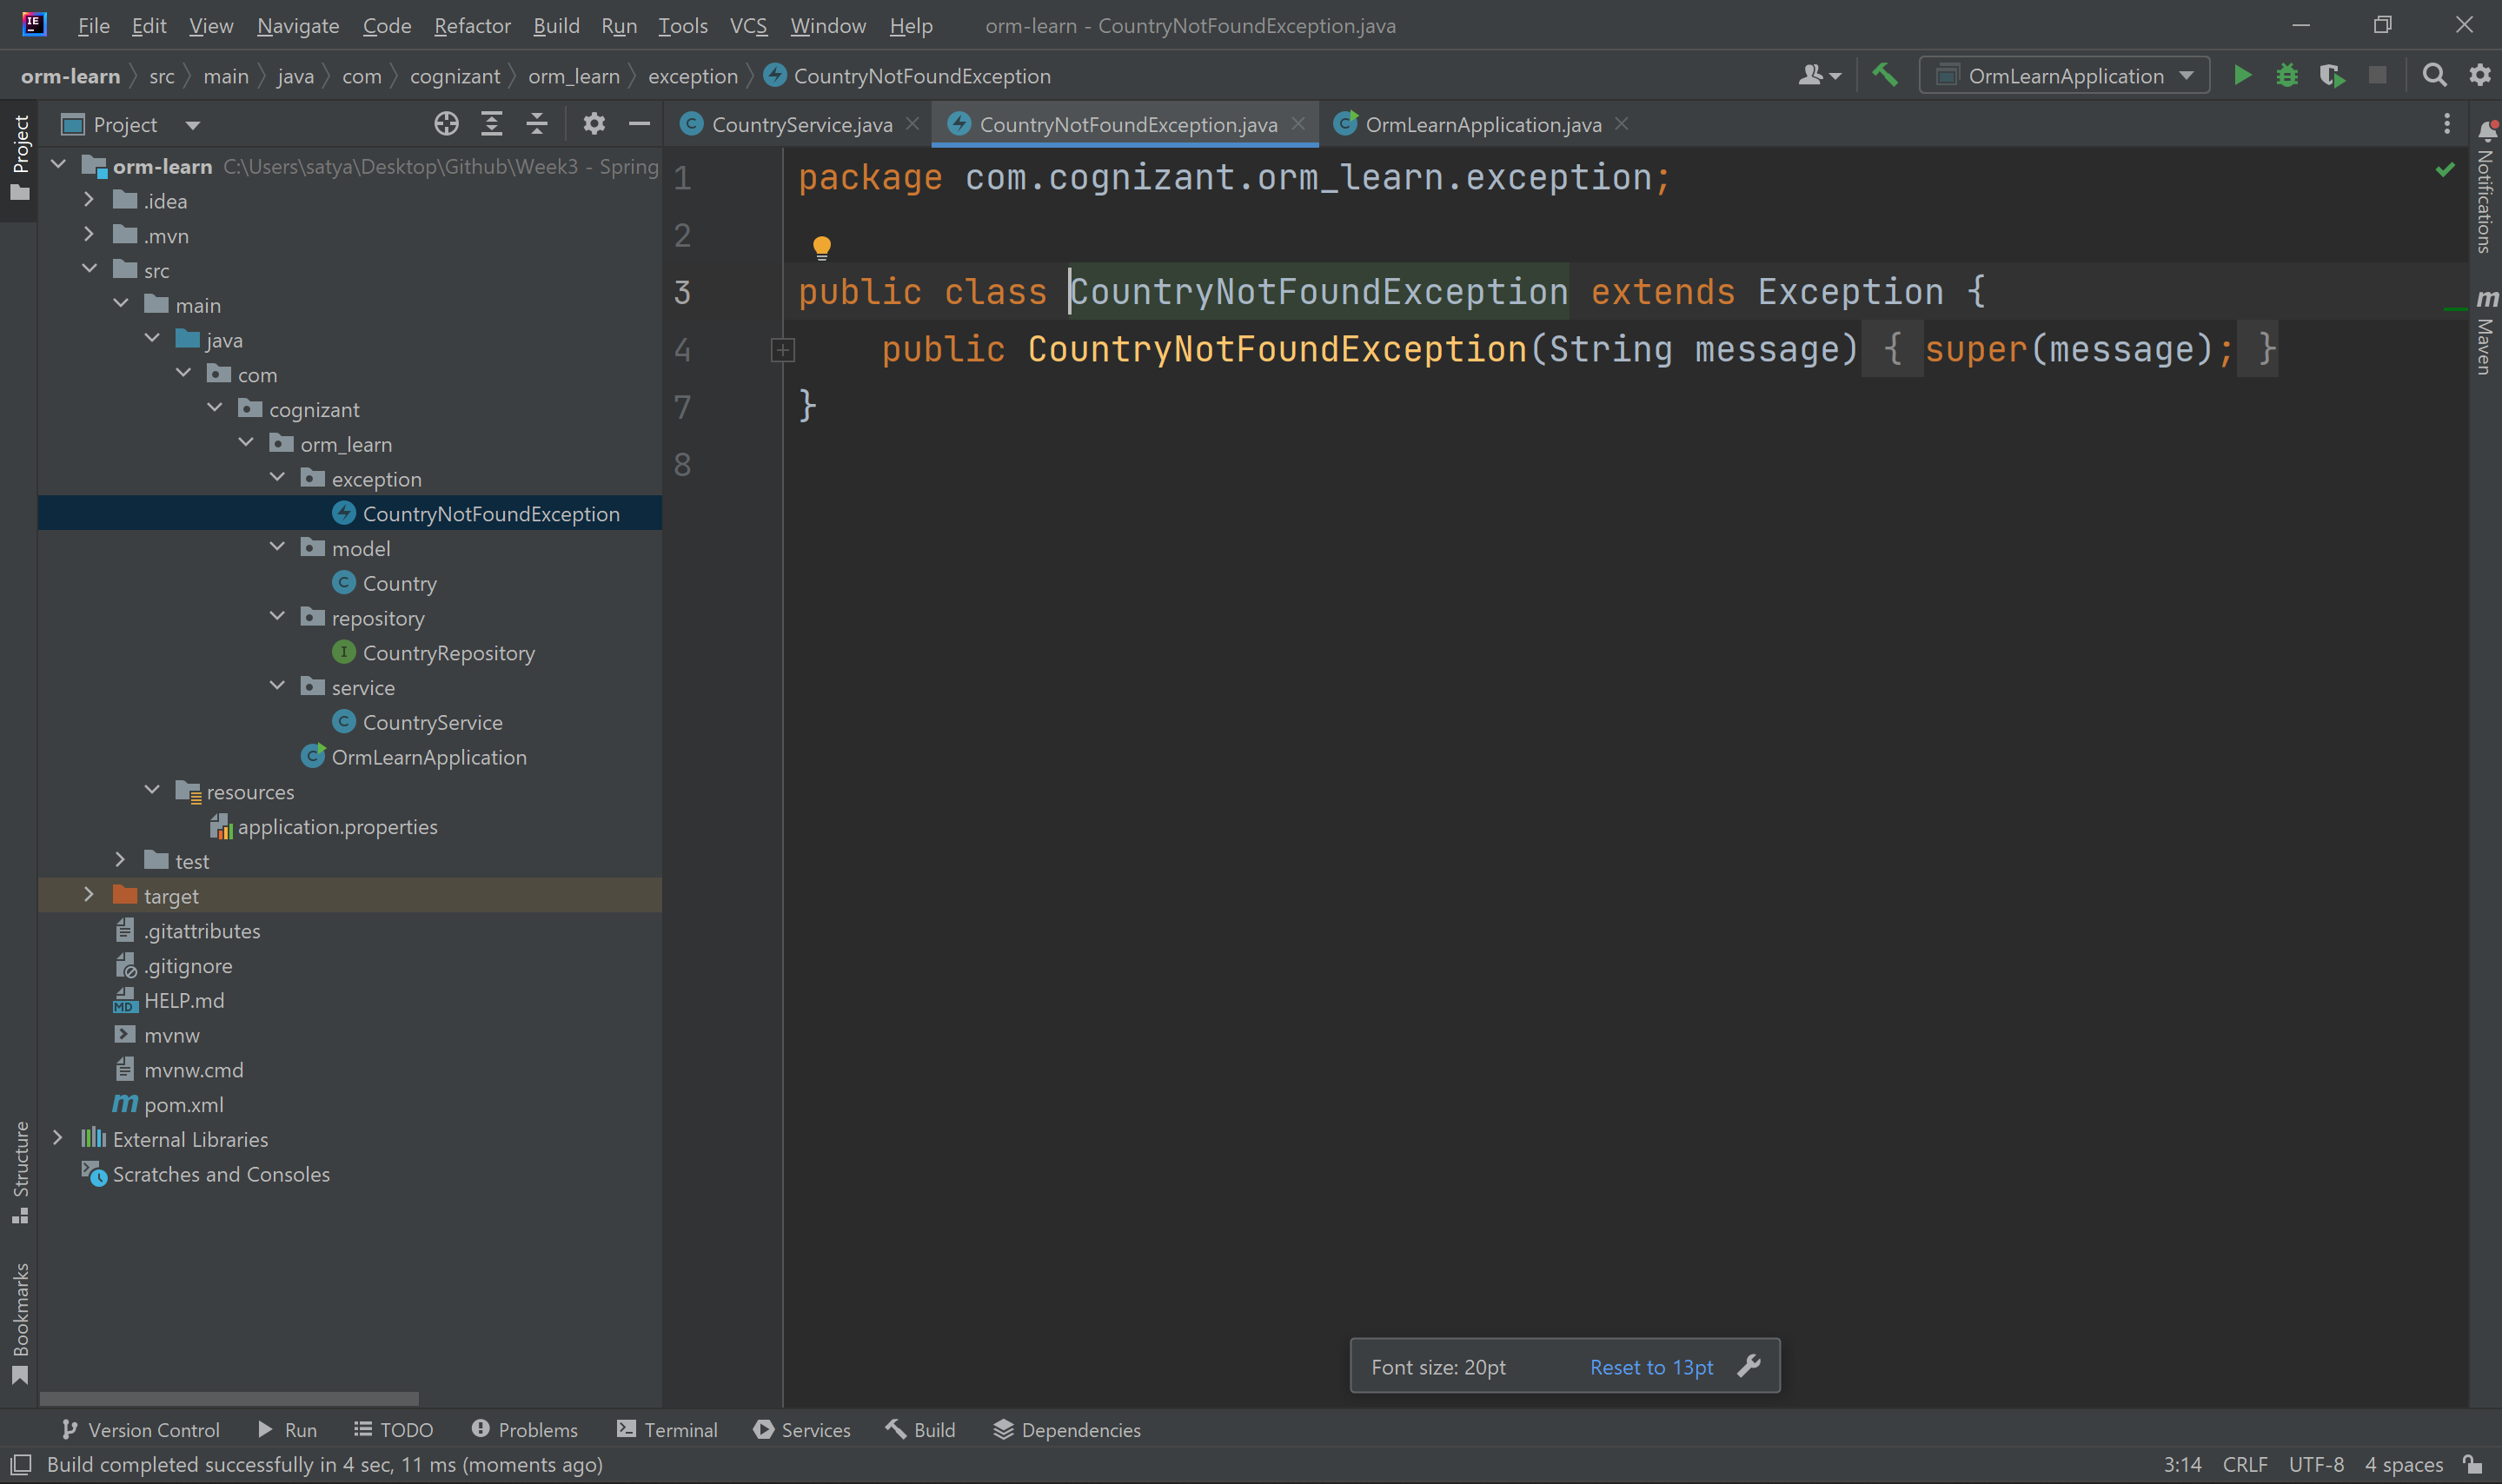 File Edit View Navigate Code Refactor Build Run Tools VCS Window Help orm-learn - CountryNotFoundException.java
orm-learn src main java com cognizant orm_learn exception CountryNotFoundException OrmLearnApplication
Project
Project
CountryService.java CountryNotFoundException.java OrmLearnApplication.java
orm-learn C:\Users\satya\Desktop\Github\Week3 - Spring
.idea
.mvn
src
main
java
com
cognizant
orm_learn
exception
CountryNotFoundException
model
Country
repository
CountryRepository
service
CountryService
OrmLearnApplication
resources
application.properties
test
target
.gitattributes
.gitignore
HELP.md
mvnw
mvnw.cmd
pom.xml
External Libraries
Scratches and Consoles
Structure
Bookmarks
1 package com.cognizant.orm_learn.exception;
2
3 public class CountryNotFoundException extends Exception {
4 public CountryNotFoundException(String message) { super(message); }
7 }
8
Notifications
Maven
Font size: 20pt Reset to 13pt
Version Control Run TODO Problems Terminal Services Build Dependencies
Build completed successfully in 4 sec, 11 ms (moments ago) 3:14 CRLF UTF-8 4 spaces